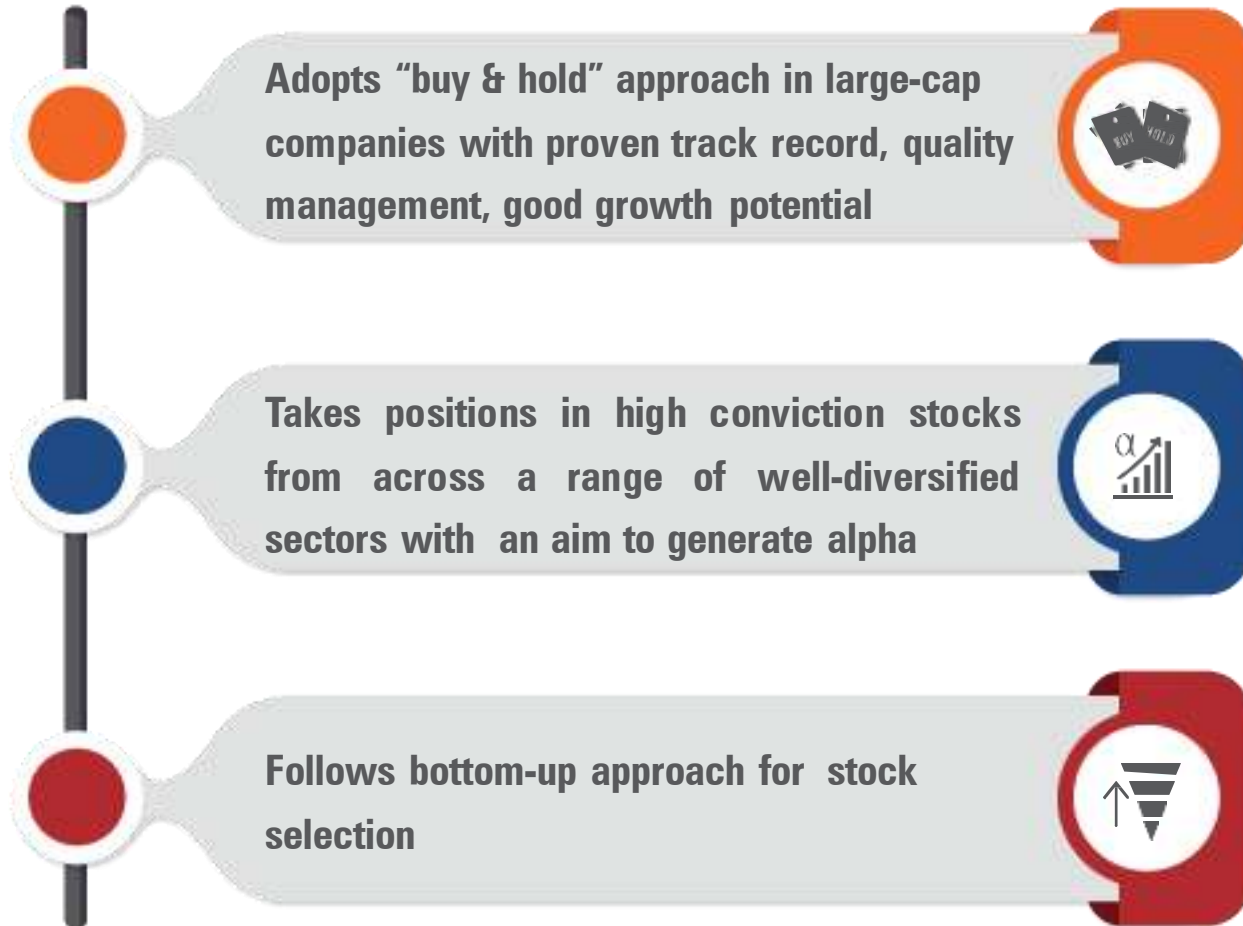 Adopts “buy & hold” approach in large-cap
companies with proven track record, quality
management, good growth potential
BUY HOLD
Takes positions in high conviction stocks
from across a range of well-diversified
sectors with an aim to generate alpha
α
Follows bottom-up approach for stock
selection